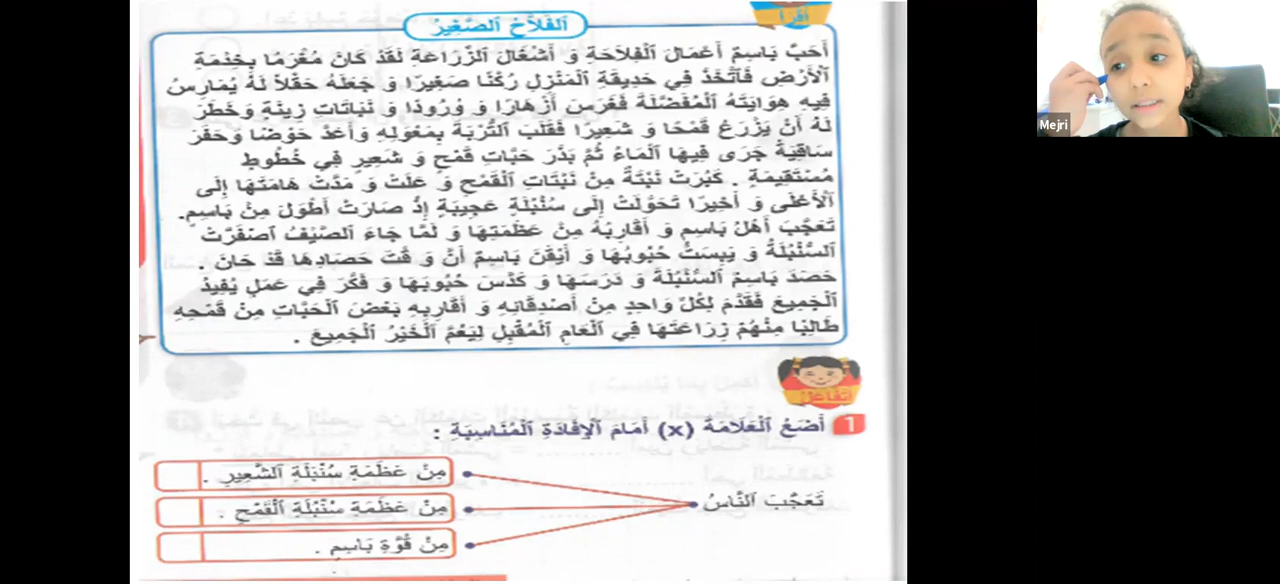 أَقْرَأُ
اَلْفَلَّاحُ اَلصَّغِيرُ
أَحَبَّ بَاسِمٌ أَعْمَالَ اَلْفِلَاحَةِ وَ أَشْغَالَ اَلزِّرَاعَةِ لَقَدْ كَانَ مُغْرَمًا بِخِدْمَةِ
اَلْأَرْضِ فَاَتَّخَذَ فِي حَدِيقَةِ اَلْمَنْزِلِ رُكْنًا صَغِيرًا وَ جَعَلَهُ حَقْلًا لَهُ يُمَارِسُ
فِيهِ هِوَايَتَهُ اَلْمُفَضَّلَةَ فَغَرَسَ أَزْهَارًا وَ وُرُودًا وَ نَبَاتَاتِ زِينَةٍ وَ خَطَرَ
لَهُ أَنْ يَزْرَعَ قَمْحًا وَ شَعِيرًا فَقَلَبَ اَلتُّرْبَةَ بِمِعْوَلِهِ وَ أَعَدَّ حَوْضًا وَ حَفَرَ
سَاقِيَةً جَرَى فِيهَا اَلْمَاءُ ثُمَّ بَذَرَ حَبَّاتِ قَمْحٍ وَ شَعِيرٍ فِي خُطُوطٍ
مُسْتَقِيمَةٍ . كَبُرَتْ نَبْتَةٌ مِنْ نَبْتَاتِ اَلْقَمْحِ وَ عَلَتْ وَ مَدَّتْ هَامَتَهَا إِلَى
اَلْأَعْلَى وَ أَخِيرًا تَحَوَّلَتْ إِلَى سُنْبُلَةٍ عَجِيبَةٍ إِذْ صَارَتْ أَطْوَلَ مِنْ بَاسِمٍ.
تَعَجَّبَ أَهْلُ بَاسِمٍ وَ أَقَارِبُهُ مِنْ عَظَمَتِهَا وَ لَمَّا جَاءَ اَلصَّيْفُ اَصْفَرَّتْ
اَلسُّنْبُلَةُ وَ يَبِسَتْ حُبُوبُهَا وَ أَيْقَنَ بَاسِمٌ أَنَّ وَ قْتَ حَصَادِهَا قَدْ حَانَ .
حَصَدَ بَاسِمٌ اَلسُّنْبُلَةَ وَ دَرَسَهَا وَ كَدَّسَ حُبُوبَهَا وَ فَكَّرَ فِي عَمَلٍ يُفِيدُ
اَلْجَمِيعَ فَقَدَّمَ لِكُلِّ وَاحِدٍ مِنْ أَصْدِقَائِهِ وَ أَقَارِبِهِ بَعْضَ اَلْحَبَّاتِ مِنْ قَمْحِهِ
طَالِبًا مِنْهُمْ زِرَاعَتَهَا فِي اَلْعَامِ اَلْمُقْبِلِ لِيَعُمَّ اَلْخَيْرُ اَلْجَمِيعَ .
أَتَفَاعَلُ
1 أَضَعُ اَلْعَلَامَةَ (x) أَمَامَ اَلْإِفَادَةِ اَلْمُنَاسِبَةِ :
تَعَجَّبَ اَلنَّاسُ
مِنْ عَظَمَةِ سُنْبُلَةِ اَلشَّعِيرِ .
مِنْ عَظَمَةِ سُنْبُلَةِ اَلْقَمْحِ .
مِنْ قُوَّةِ بَاسِمٍ .
Mejri